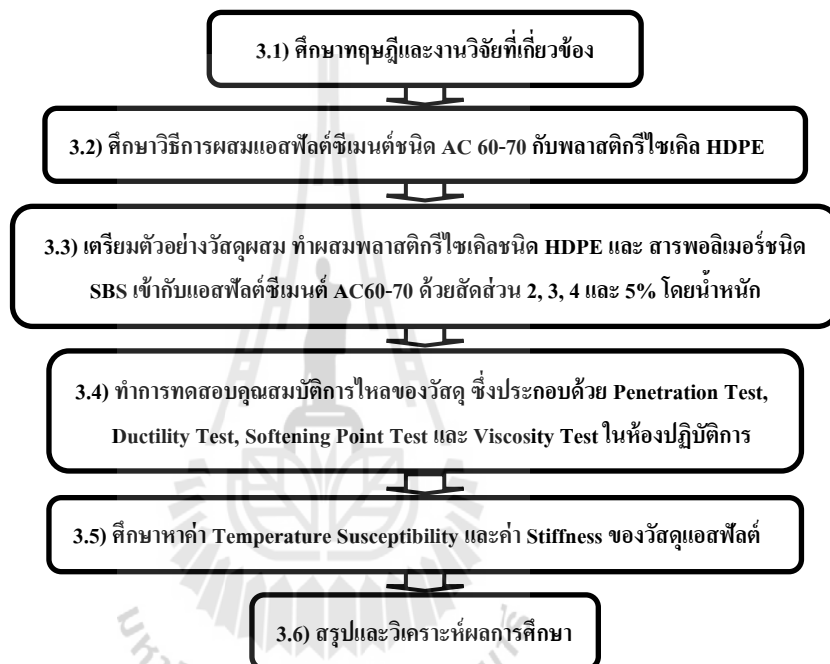 3.1) ศึกษาทฤษฎีและงานวิจัยที่เกี่ยวข้อง
3.2) ศึกษาวิธีการผสมแอสฟัลต์ซีเมนต์ชนิด AC 60-70 กับพลาสติกรีไซเคิล HDPE
3.3) เตรียมตัวอย่างวัสดุผสม ทำผสมพลาสติกรีไซเคิลชนิด HDPE และ สารพอลิเมอร์ชนิด
SBS เข้ากับแอสฟัลต์ซีเมนต์ AC60-70 ด้วยสัดส่วน 2, 3, 4 และ 5% โดยน้ำหนัก
3.4) ทำการทดสอบคุณสมบัติการไหลของวัสดุ ซึ่งประกอบด้วย Penetration Test,
Ductility Test, Softening Point Test และ Viscosity Test ในห้องปฏิบัติการ
3.5) ศึกษาหาค่า Temperature Susceptibility และค่า Stiffness ของวัสดุแอสฟัลต์
3.6) สรุปและวิเคราะห์ผลการศึกษา